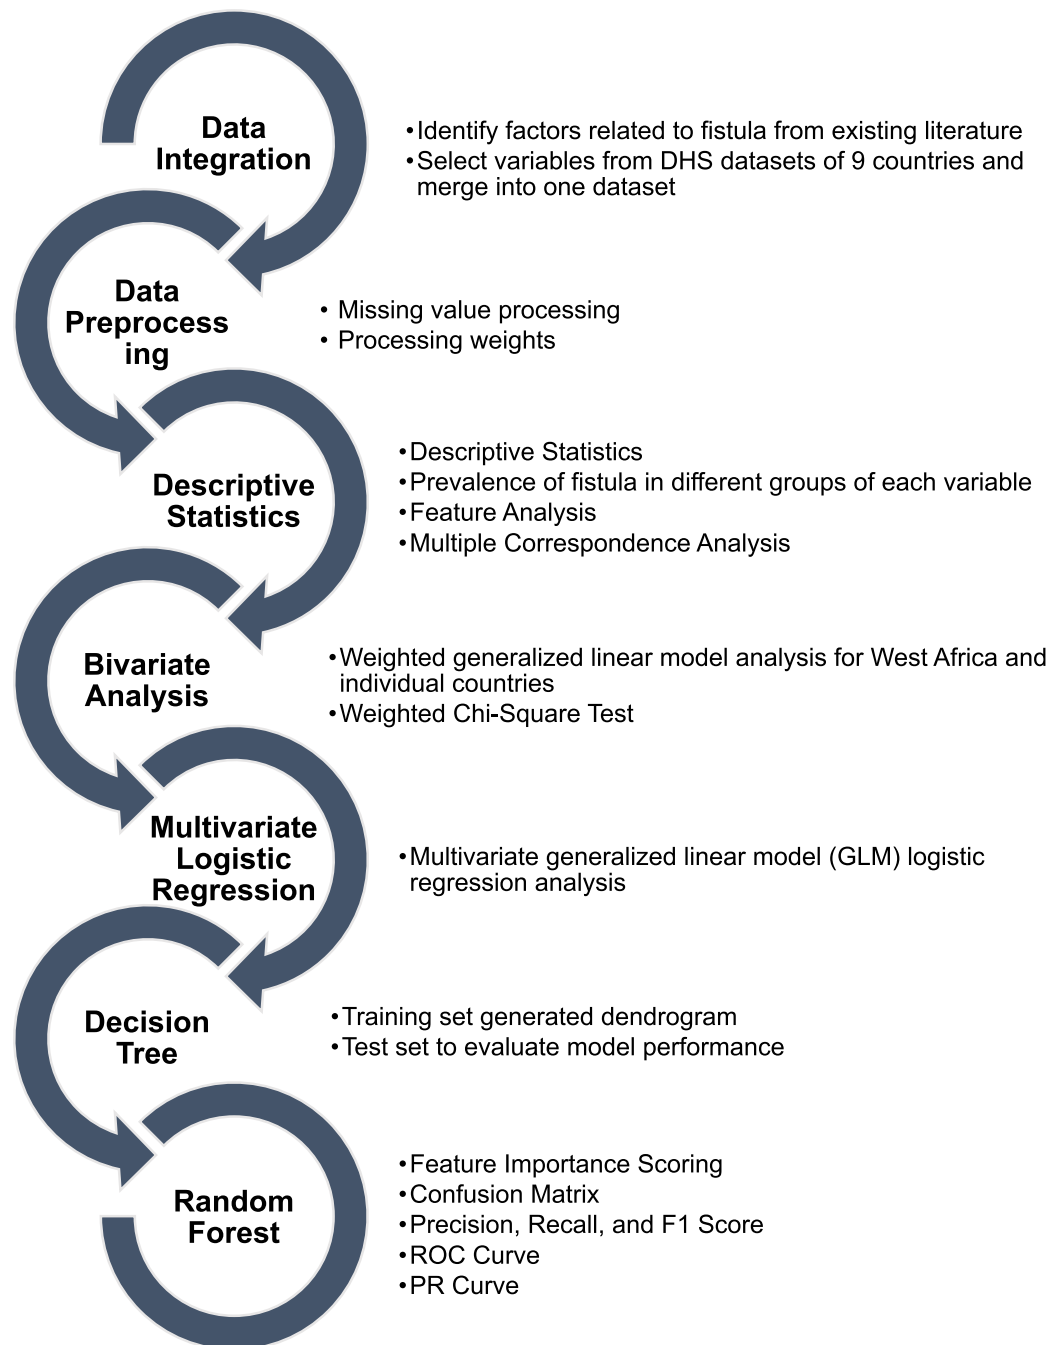 Data
Integration
•Identify factors related to fistula from existing literature
•Select variables from DHS datasets of 9 countries and
merge into one dataset
Data
Preprocess
ing
• Missing value processing
• Processing weights
Descriptive
Statistics
•Descriptive Statistics
•Prevalence of fistula in different groups of each variable
•Feature Analysis
•Multiple Correspondence Analysis
Bivariate
Analysis
•Weighted generalized linear model analysis for West Africa and
individual countries
•Weighted Chi-Square Test
Multivariate
Logistic
Regression
•Multivariate generalized linear model (GLM) logistic
regression analysis
Decision
Tree
•Training set generated dendrogram
•Test set to evaluate model performance
Random
Forest
•Feature Importance Scoring
•Confusion Matrix
•Precision, Recall, and F1 Score
•ROC Curve
•PR Curve